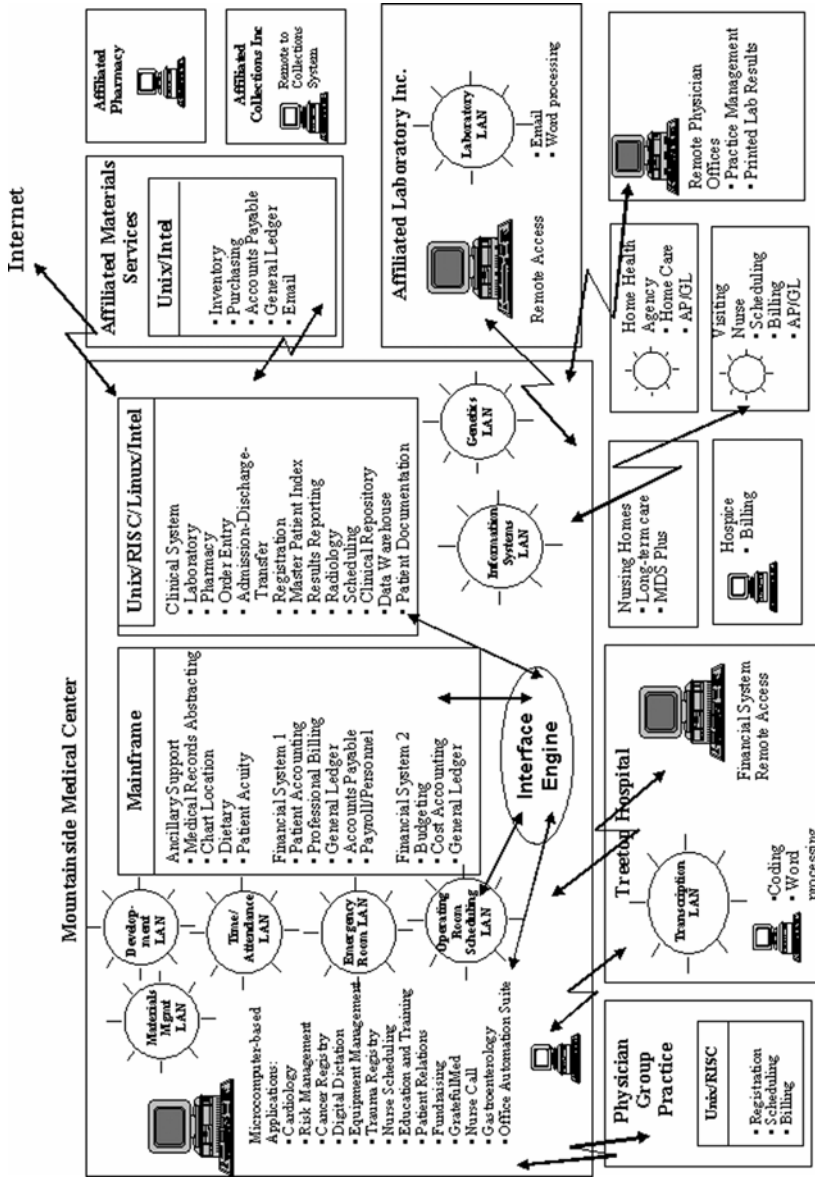 Mountainside Medical Center
Microcomputer-based
Applications:
▪ Cardiology
▪ Risk Management
▪ Cancer Registry
▪ Digital Dictation
▪ Equipment Management
▪ Trauma Registry
▪ Nurse Scheduling
▪ Education and Training
▪ Patient Relations
▪ Fundraising
▪ GratefulMed
▪ Nurse Call
▪ Gastroenterology
▪ Office Automation Suite
Materials
Mgmt
LAN
Develop-
ment
LAN
Time/
Attendance
LAN
Emergency
Room LAN
Operating
Room
Scheduling
LAN
Mainframe
Ancillary Support
▪ Medical Records Abstracting
▪ Chart Location
▪ Dietary
▪ Patient Acuity
Financial System 1
▪ Patient Accounting
▪ Professional Billing
▪ General Ledger
▪ Accounts Payable
▪ Payroll/Personnel
Financial System 2
▪ Budgeting
▪ Cost Accounting
▪ General Ledger
Interface
Engine
Unix/RISC/Linux/Intel
Clinical System
▪ Laboratory
▪ Pharmacy
▪ Order Entry
▪ Admission-Discharge-
Transfer
▪ Registration
▪ Master Patient Index
▪ Results Reporting
▪ Radiology
▪ Scheduling
▪ Clinical Repository
▪ Data Warehouse
▪ Patient Documentation
Information
Systems
LAN
Genetics
LAN
Internet
Affiliated Materials
Services
Unix/Intel
▪ Inventory
▪ Purchasing
▪ Accounts Payable
▪ General Ledger
▪ Email
Affiliated
Pharmacy
Affiliated
Collections Inc
Remote to
Collections
System
Affiliated Laboratory Inc.
Remote Access
Laboratory
LAN
▪ Email
▪ Word processing
Physician
Group
Practice
Unix/RISC
▪ Registration
▪ Scheduling
▪ Billing
Treetop Hospital
Transcription
LAN
▪ Coding
▪ Word
processing
Financial System
Remote Access
Nursing Homes
▪ Long-term care
▪ MDS Plus
Hospice
▪ Billing
Home Health
Agency
▪ Home Care
▪ AP/GL
Visiting
Nurse
▪ Scheduling
▪ Billing
▪ AP/GL
Remote Physician
Offices
▪ Practice Management
▪ Printed Lab Results